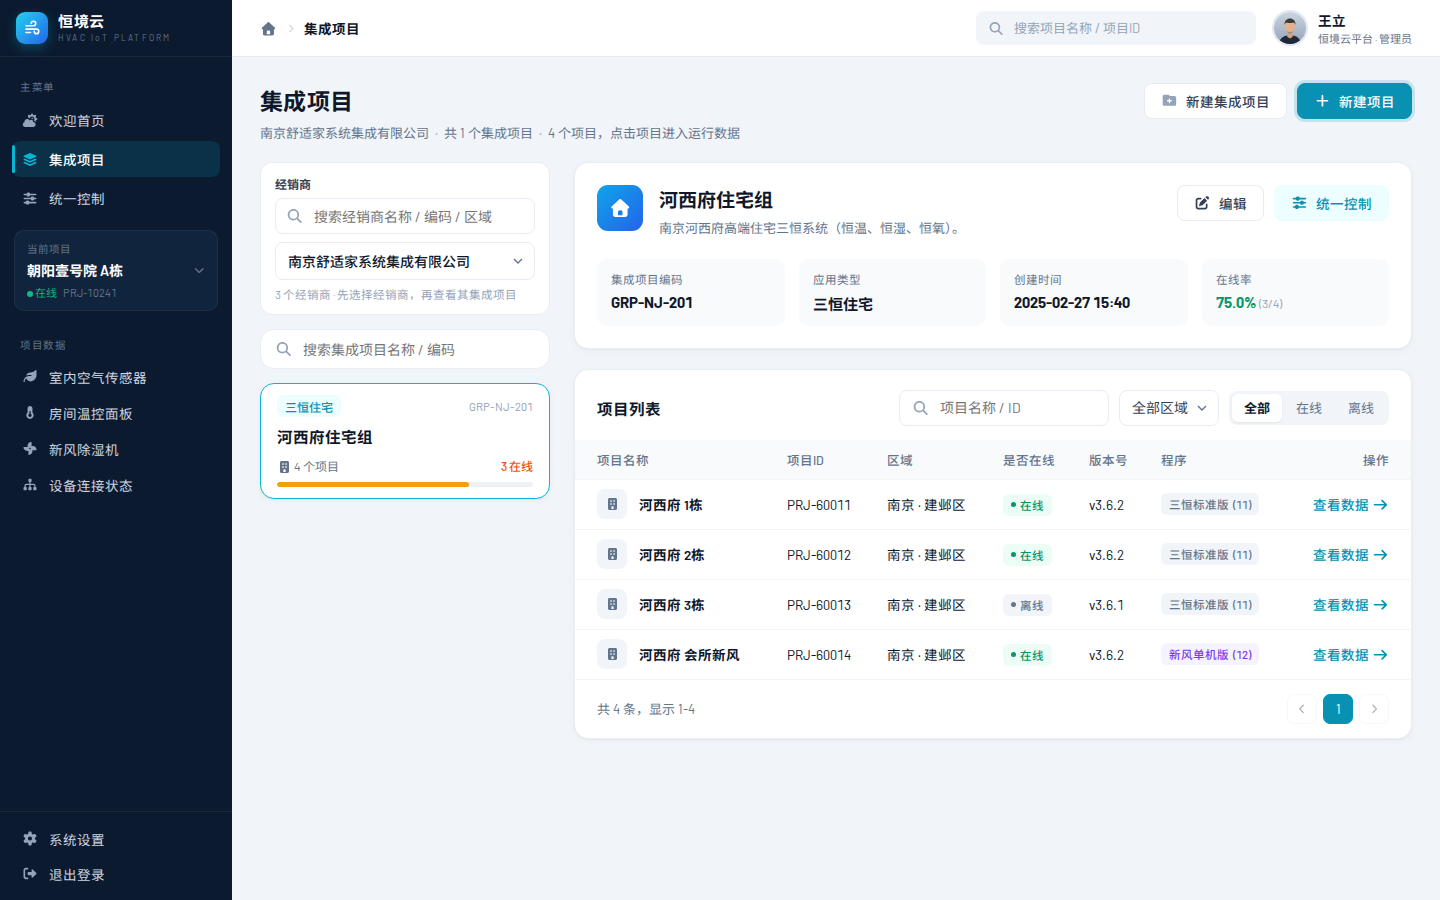 恒境云
HVAC IoT PLATFORM
主菜单
欢迎首页
集成项目
统一控制
当前项目
朝阳壹号院 A栋
在线 PRJ-10241
项目数据
室内空气传感器
房间温控面板
新风除湿机
设备连接状态
系统设置
退出登录
集成项目
搜索项目名称 / 项目ID
王立
恒境云平台 · 管理员
集成项目
南京舒适家系统集成有限公司 · 共 1 个集成项目 · 4 个项目，点击项目进入运行数据
新建集成项目
新建项目
经销商
搜索经销商名称 / 编码 / 区域
南京舒适家系统集成有限公司
3 个经销商 · 先选择经销商，再查看其集成项目
搜索集成项目名称 / 编码
三恒住宅 GRP-NJ-201
河西府住宅组
4 个项目 3 在线
河西府住宅组
南京河西府高端住宅三恒系统（恒温、恒湿、恒氧）。
编辑
统一控制
集成项目编码
GRP-NJ-201
应用类型
三恒住宅
创建时间
2025-02-27 15:40
在线率
75.0% (3/4)
项目列表
项目名称 / ID
全部区域
全部 在线 离线
项目名称 项目ID 区域 是否在线 版本号 程序 操作
河西府 1栋 PRJ-60011 南京 · 建邺区 在线 v3.6.2 三恒标准版 (11) 查看数据
河西府 2栋 PRJ-60012 南京 · 建邺区 在线 v3.6.2 三恒标准版 (11) 查看数据
河西府 3栋 PRJ-60013 南京 · 建邺区 离线 v3.6.1 三恒标准版 (11) 查看数据
河西府 会所新风 PRJ-60014 南京 · 建邺区 在线 v3.6.2 新风单机版 (12) 查看数据
共 4 条，显示 1-4
1